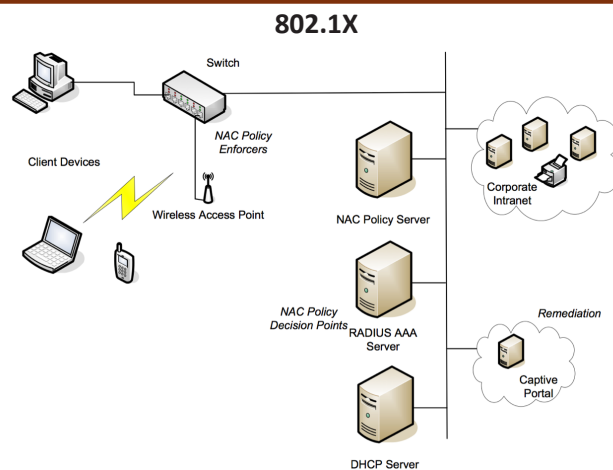 802.1X
Switch
NAC Policy
Enforcers
Client Devices
Wireless Access Point
NAC Policy Server
Corporate
Intranet
NAC Policy
Decision Points
RADIUS AAA
Server
Remediation
Captive
Portal
DHCP Server